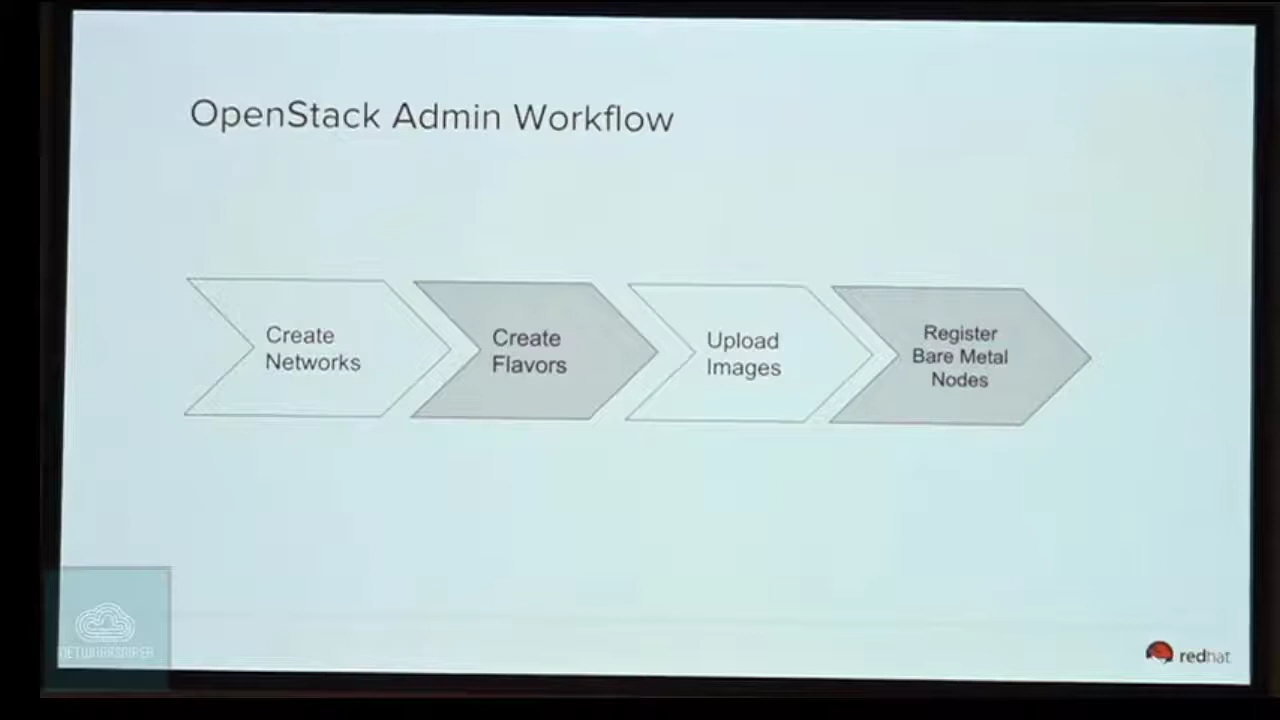 OpenStack Admin Workflow
Create
Networks
Create
Flavors
Upload
Images
Register
Bare Metal
Nodes
redhat